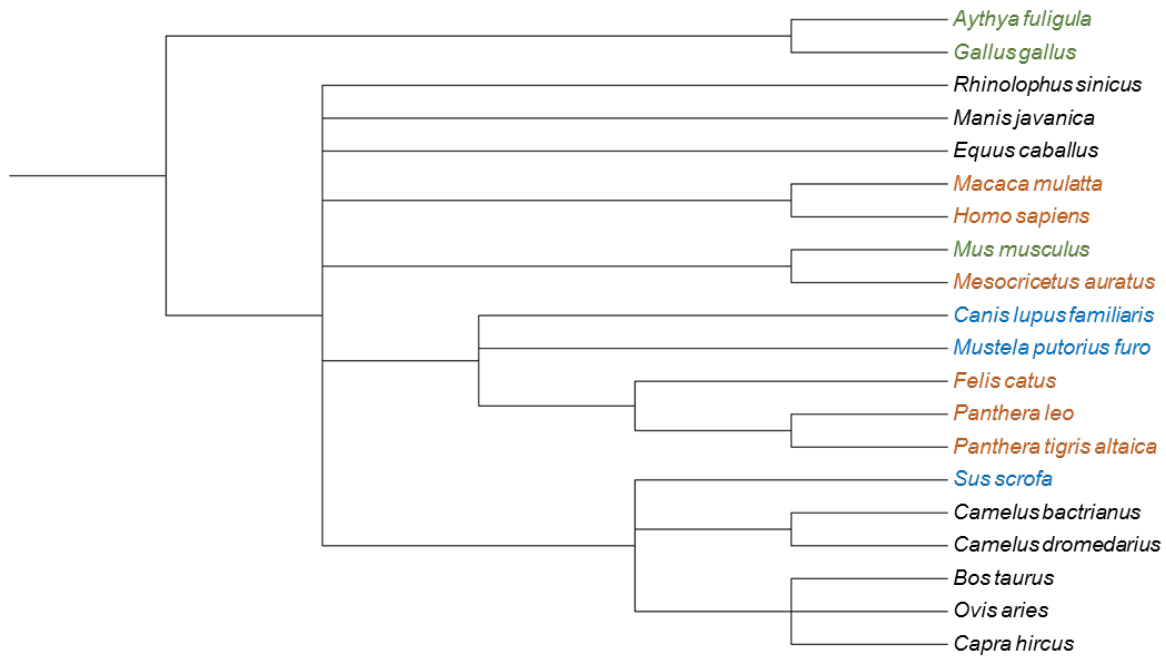 Aythya fuligula
Gallus gallus
Rhinolophus sinicus
Manis javanica
Equus caballus
Macaca mulatta
Homo sapiens
Mus musculus
Mesocricetus auratus
Canis lupus familiaris
Mustela putorius furo
Felis catus
Panthera leo
Panthera tigris altaica
Sus scrofa
Camelus bactrianus
Camelus dromedarius
Bos taurus
Ovis aries
Capra hircus